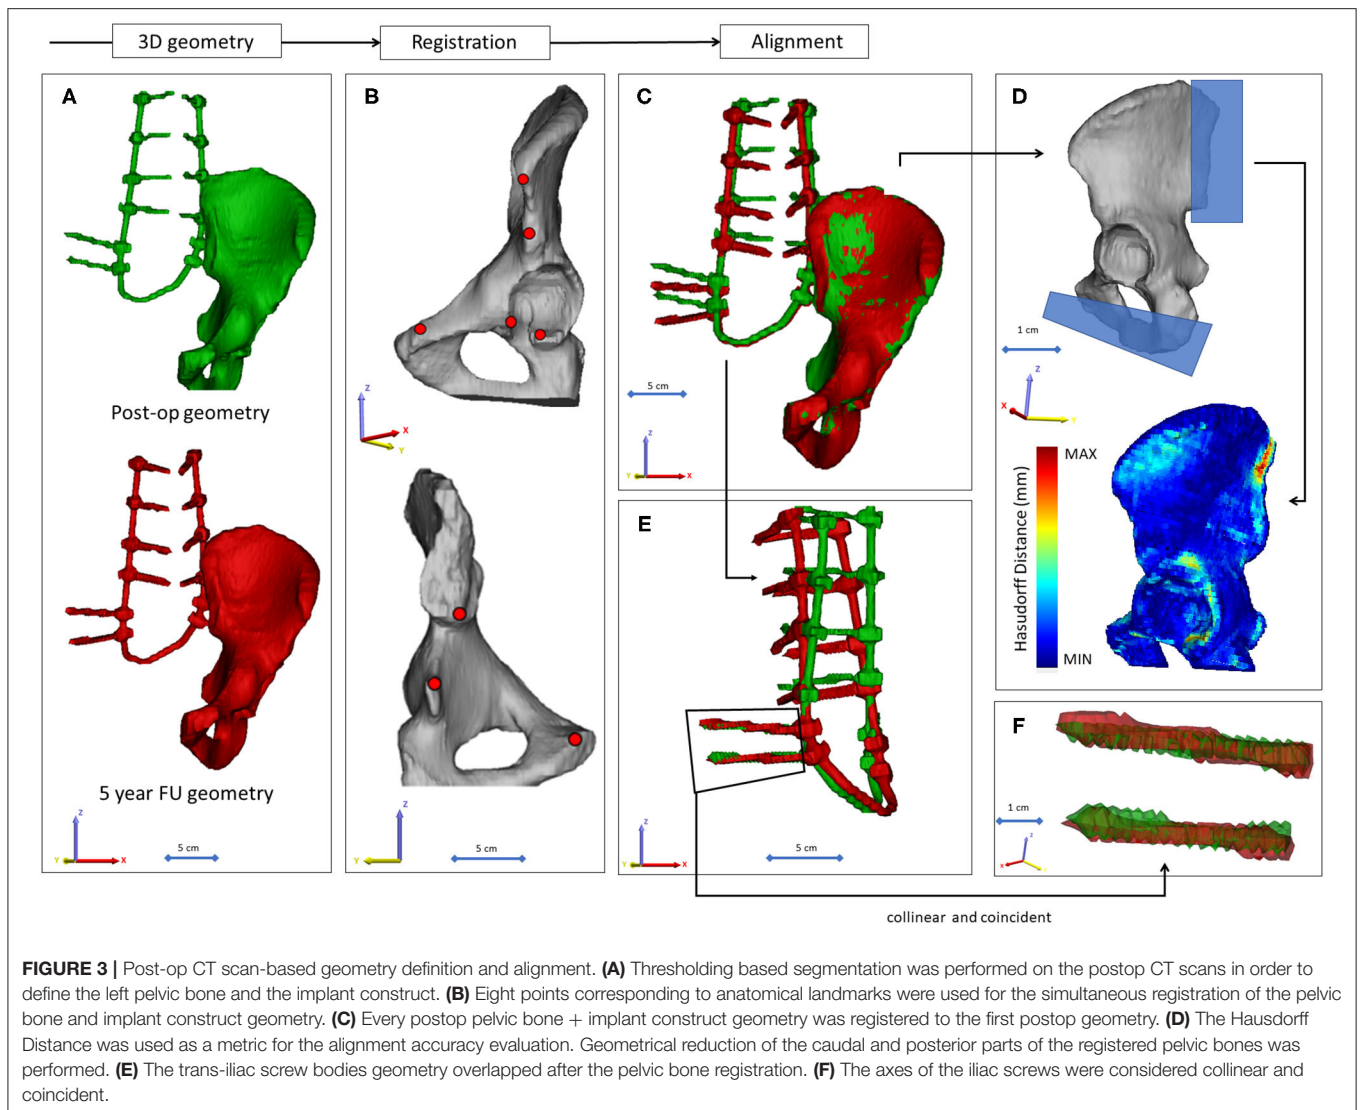 3D geometry
Registration
Alignment
A
Post-op geometry
5 year FU geometry
Z
Y
X
5 cm
B
Z
X
Y
Z
Y
5 cm
C
5 cm
Z
Y
X
D
1 cm
Z
X
Y
Hasudorff Distance (mm)
MAX
MIN
E
Z
Y
X
5 cm
F
1 cm
Z
X
Y
collinear and coincident
FIGURE 3 | Post-op CT scan-based geometry definition and alignment. (A) Thresholding based segmentation was performed on the postop CT scans in order to
define the left pelvic bone and the implant construct. (B) Eight points corresponding to anatomical landmarks were used for the simultaneous registration of the pelvic
bone and implant construct geometry. (C) Every postop pelvic bone + implant construct geometry was registered to the first postop geometry. (D) The Hausdorff
Distance was used as a metric for the alignment accuracy evaluation. Geometrical reduction of the caudal and posterior parts of the registered pelvic bones was
performed. (E) The trans-iliac screw bodies geometry overlapped after the pelvic bone registration. (F) The axes of the iliac screws were considered collinear and
coincident.